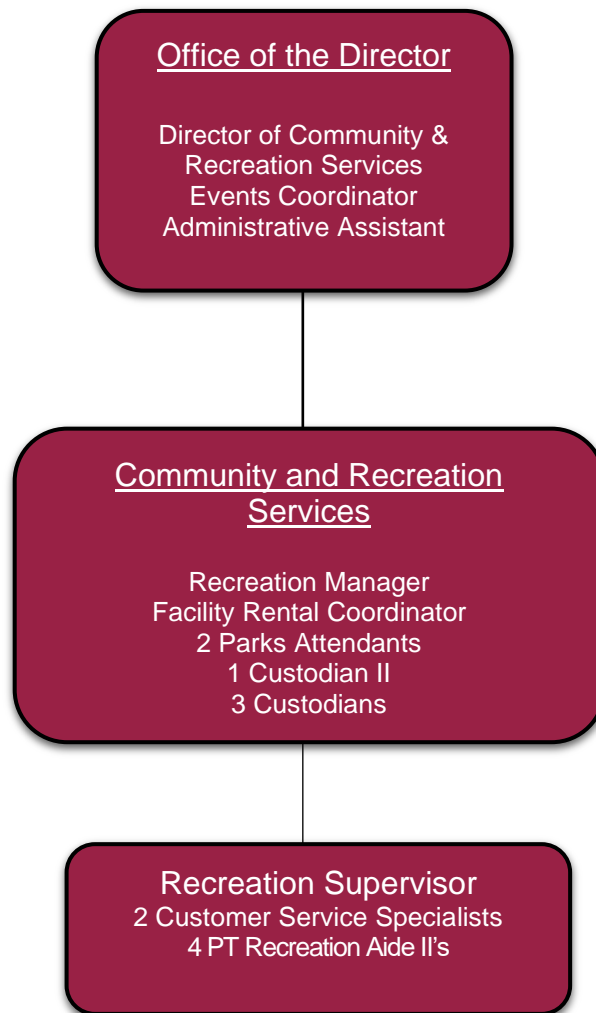 Office of the Director
Director of Community &
Recreation Services
Events Coordinator
Administrative Assistant
Community and Recreation
Services
Recreation Manager
Facility Rental Coordinator
2 Parks Attendants
1 Custodian II
3 Custodians
Recreation Supervisor
2 Customer Service Specialists
4 PT Recreation Aide II’s